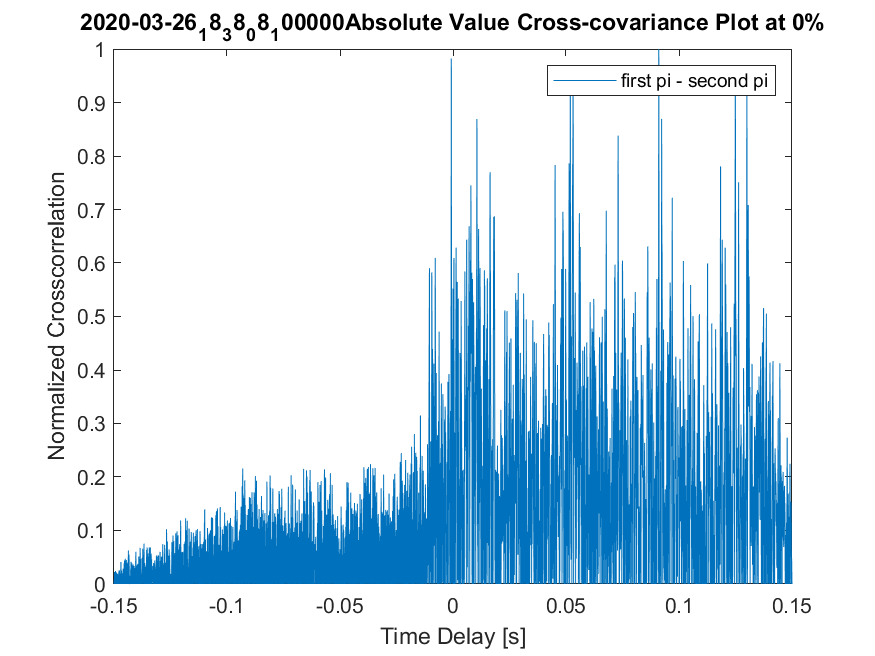 2020-03-26₁8₃8₀8₁00000Absolute Value Cross-covariance Plot at 0%
first pi - second pi
Normalized Crosscorrelation
1
0.9
0.8
0.7
0.6
0.5
0.4
0.3
0.2
0.1
0
-0.15 -0.1 -0.05 0 0.05 0.1 0.15
Time Delay [s]